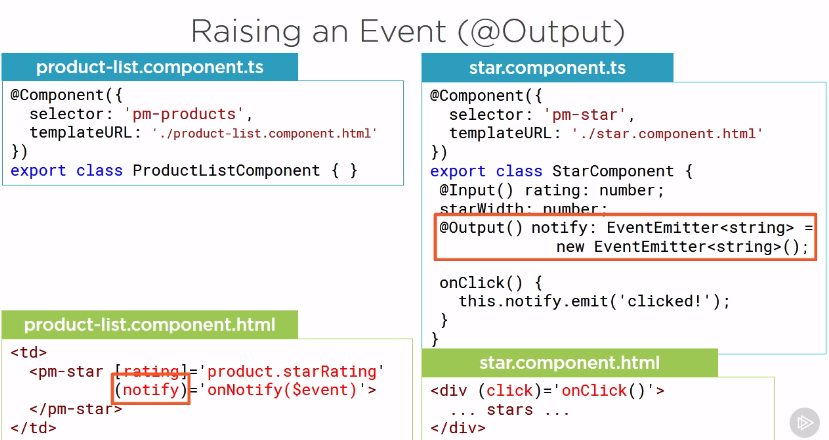 Raising an Event (@Output)
product-list.component.ts
@Component({
  selector: 'pm-products',
  templateURL: './product-list.component.html'
})
export class ProductListComponent { }
star.component.ts
@Component({
  selector: 'pm-star',
  templateURL: './star.component.html'
})
export class StarComponent {
 @Input() rating: number;
 starWidth: number;
 @Output() notify: EventEmitter<string> =
             new EventEmitter<string>();
 onClick() {
   this.notify.emit('clicked!');
 }
}
product-list.component.html
<td>
  <pm-star [rating]='product.starRating'
           (notify)='onNotify($event)'>
  </pm-star>
</td>
star.component.html
<div (click)='onClick()'>
  ... stars ...
</div>